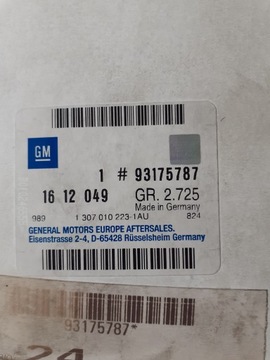 GM
1 # 93175787
16 12 049 GR. 2.725
Made in Germany
989 1 307 010 223-1AU 824
GENERAL MOTORS EUROPE AFTERSALES.
Eisenstrasse 2-4, D-65428 Rüsselsheim Germany
93175787*
24